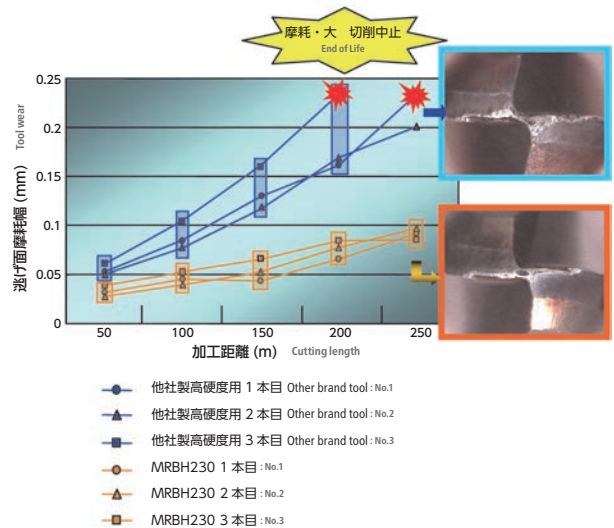 摩耗・大 切削中止
End of Life
0.25
0.2
0.15
0.1
0.05
0
逃げ面摩耗幅 (mm) Tool wear
50 100 150 200 250
加工距離 (m) Cutting length
他社製高硬度用 1 本目 Other brand tool : No.1
他社製高硬度用 2 本目 Other brand tool : No.2
他社製高硬度用 3 本目 Other brand tool : No.3
MRBH230 1 本目 : No.1
MRBH230 2 本目 : No.2
MRBH230 3 本目 : No.3